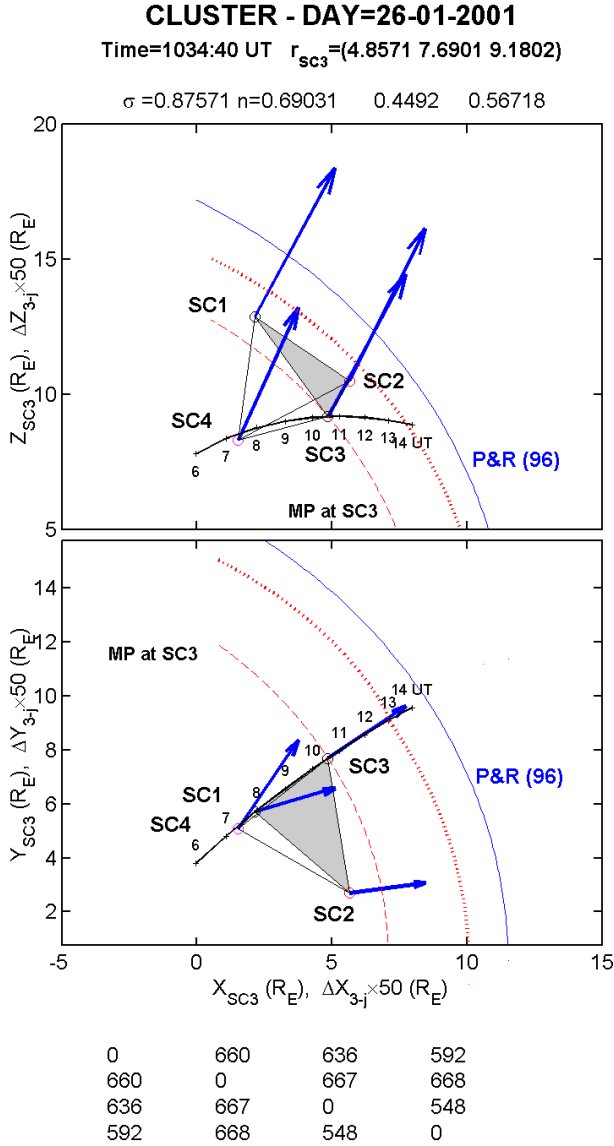 CLUSTER - DAY=26-01-2001
Time=1034:40 UT r_SC3=(4.8571 7.6901 9.1802)
σ =0.87571 n=0.69031 0.4492 0.56718
20
15
10
5
Z_SC3 (R_E), ΔZ_3-j×50 (R_E)
SC1
SC2
SC4
SC3
6
7
8
9
10
11
12
13
14 UT
P&R (96)
MP at SC3
14
12
10
8
6
4
2
Y_SC3 (R_E), ΔY_3-j×50 (R_E)
MP at SC3
14 UT
13
12
11
10
9
8
7
6
SC3
P&R (96)
SC1
SC4
SC2
-5 0 5 10 15
X_SC3 (R_E), ΔX_3-j×50 (R_E)
0 660 636 592
660 0 667 668
636 667 0 548
592 668 548 0